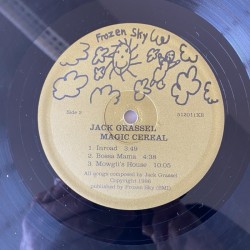 Frozen Sky
Side 2
JACK GRASSEL
MAGIC CEREAL
1. Inroad 3:49
2. Bossa Mama 4:38
3. Mowgli's House 10:05
All songs composed by Jack Grassel
Copyright 1986
published by Frozen Sky (BMI)